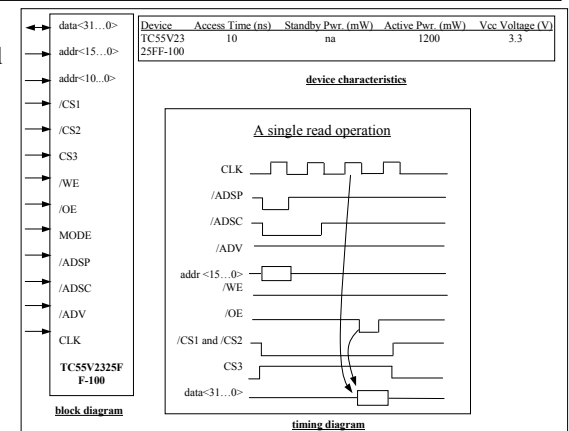 data<31…0>
addr<15…0>
addr<10...0>
/CS1
/CS2
CS3
/WE
/OE
MODE
/ADSP
/ADSC
/ADV
CLK
TC55V2325F
F-100
block diagram
Device Access Time (ns) Standby Pwr. (mW) Active Pwr. (mW) Vcc Voltage (V)
TC55V23 10 na 1200 3.3
25FF-100
device characteristics
A single read operation
CLK
/ADSP
/ADSC
/ADV
addr <15…0>
/WE
/OE
/CS1 and /CS2
CS3
data<31…0>
timing diagram